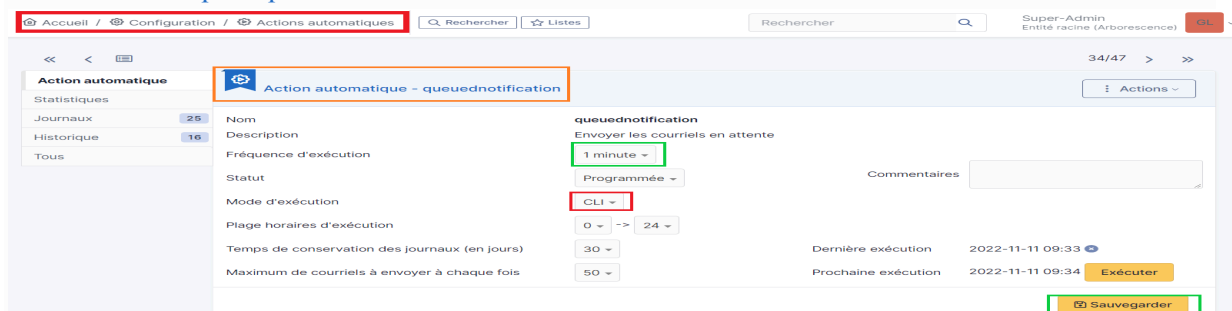 Accueil / Configuration / Actions automatiques Rechercher Listes Rechercher Super-Admin
Entité racine (Arborescence) GL
34/47
Action automatique
Statistiques
Journaux 25
Historique 16
Tous
Action automatique - queuednotification
Actions
Nom queuednotification
Description Envoyer les courriels en attente
Fréquence d'exécution 1 minute
Statut Programmée Commentaires
Mode d'exécution CLI
Plage horaires d'exécution 0 -> 24
Temps de conservation des journaux (en jours) 30 Dernière exécution 2022-11-11 09:33
Maximum de courriels à envoyer à chaque fois 50 Prochaine exécution 2022-11-11 09:34 Exécuter
Sauvegarder